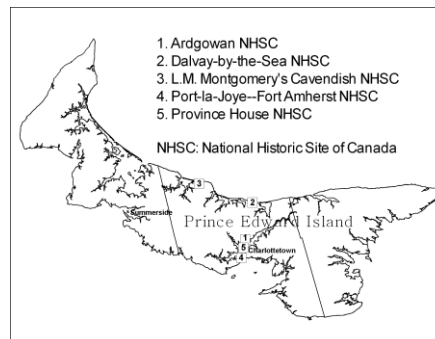 1. Ardgowan NHSC
2. Dalvay-by-the-Sea NHSC
3. L.M. Montgomery's Cavendish NHSC
4. Port-la-Joye--Fort Amherst NHSC
5. Province House NHSC
NHSC: National Historic Site of Canada
3
2
Summerside
Prince Edward Island
1
5
Charlottetown
4